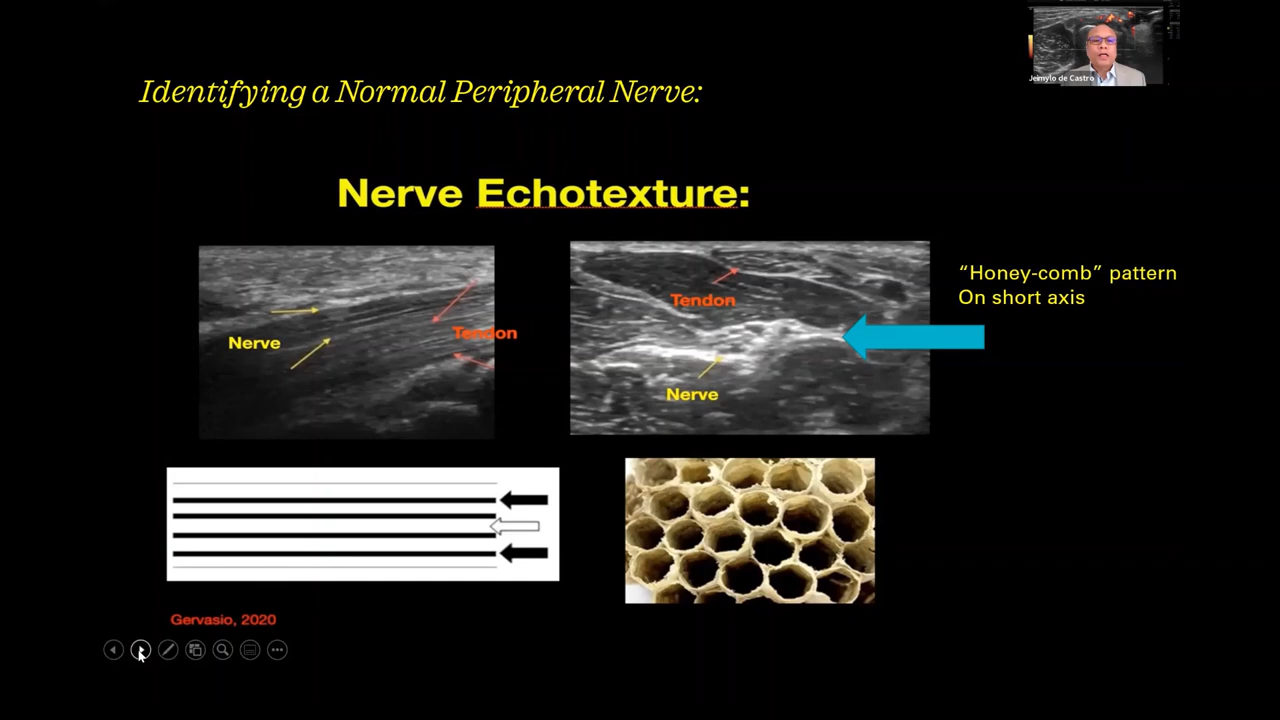 Jeimylo de Castro
Identifying a Normal Peripheral Nerve:
Nerve Echotexture:
Nerve
Tendon
Tendon
Nerve
“Honey-comb” pattern
On short axis
Gervasio, 2020